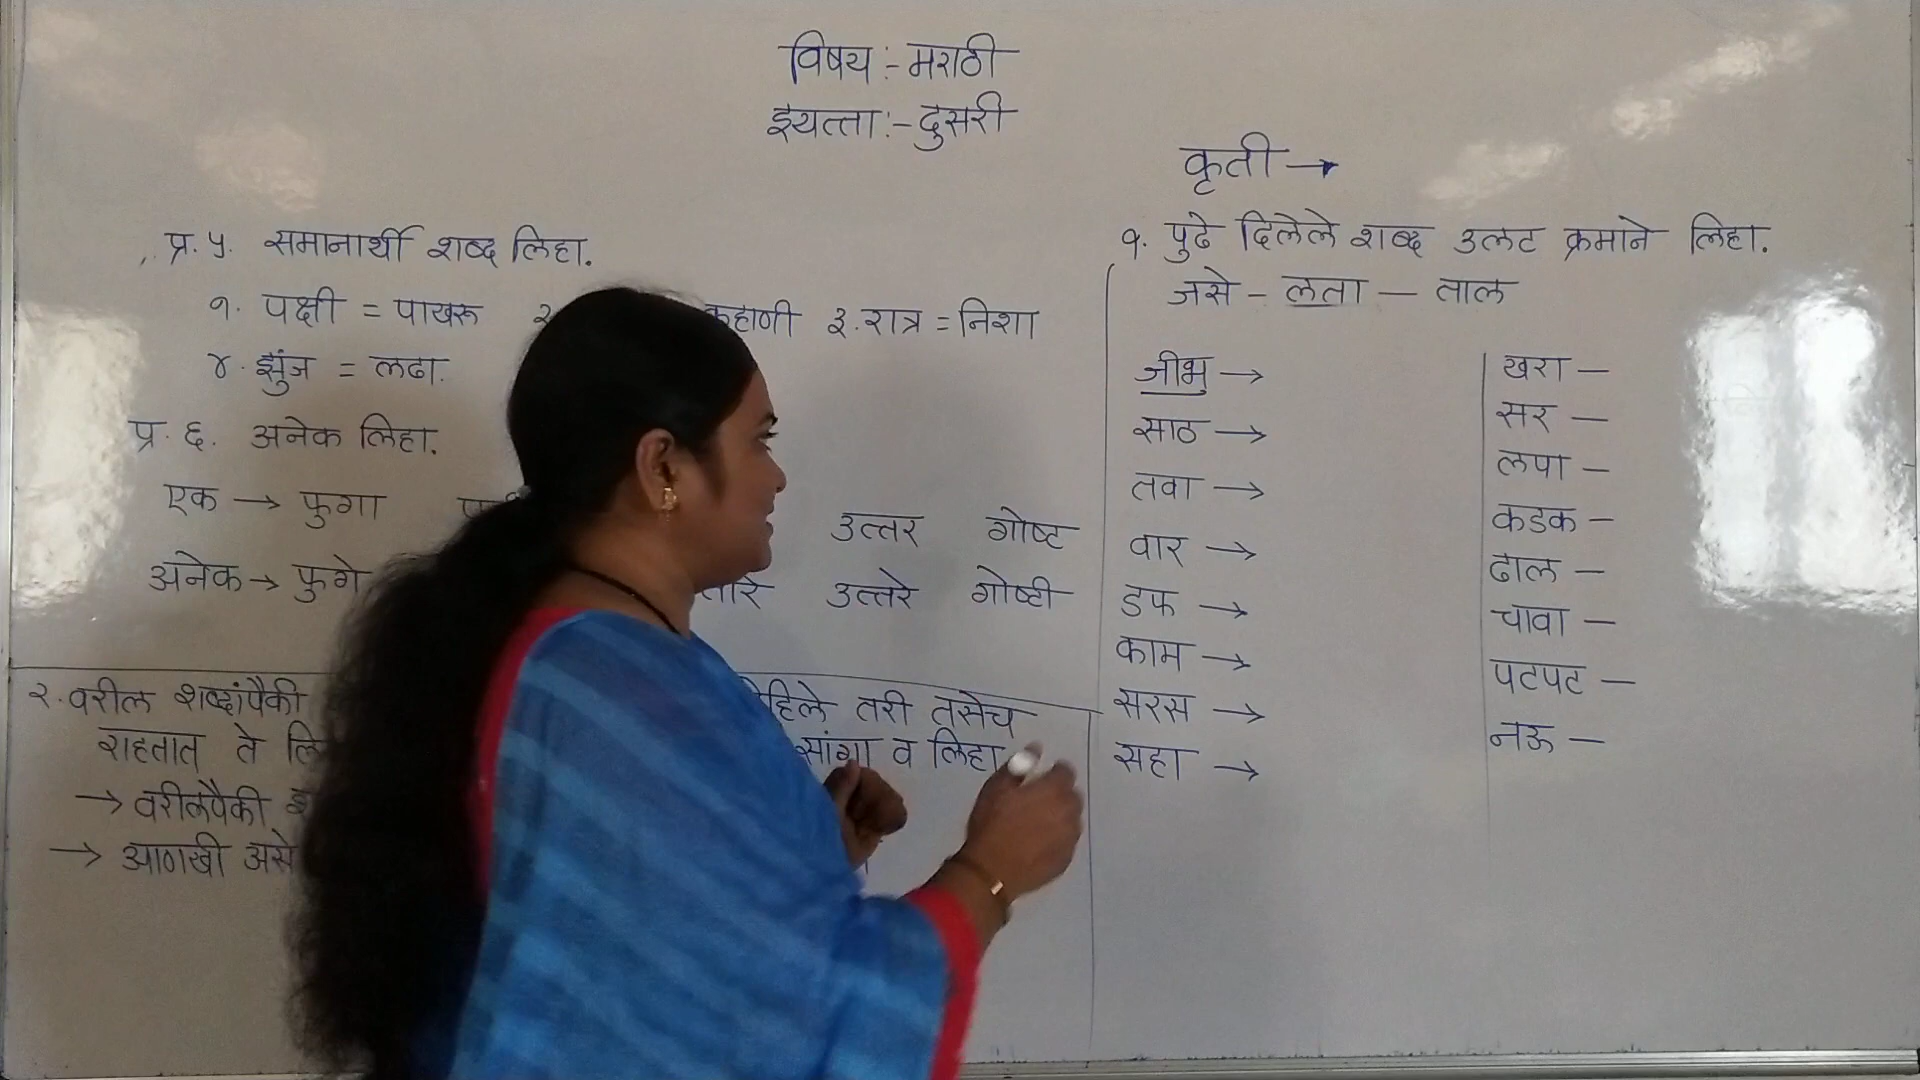 विषय :- मराठी
इयत्ता :- दुसरी
प्र. ५. समानार्थी शब्द लिहा.
१. पक्षी = पाखरू २ कहाणी ३. रात्र = निशा
४. झुंज = लढा.
प्र. ६. अनेक लिहा.
एक → फुगा उत्तर गोष्ट
अनेक → फुगे तारे उत्तरे गोष्टी
२. वरील शब्दांपैकी तरी तसेच
राहतात ते सांगा व लिहा
→ वरीलपैकी
→ आणखी असे
कृती →
१. पुढे दिलेले शब्द उलट क्रमाने लिहा.
जसे - लता — ताल
जीभु →
साठ →
तवा →
वार →
डफ →
काम →
सरस →
सहा →
खरा —
सर —
लपा —
कडक —
ढाल —
चावा —
पटपट —
नऊ —